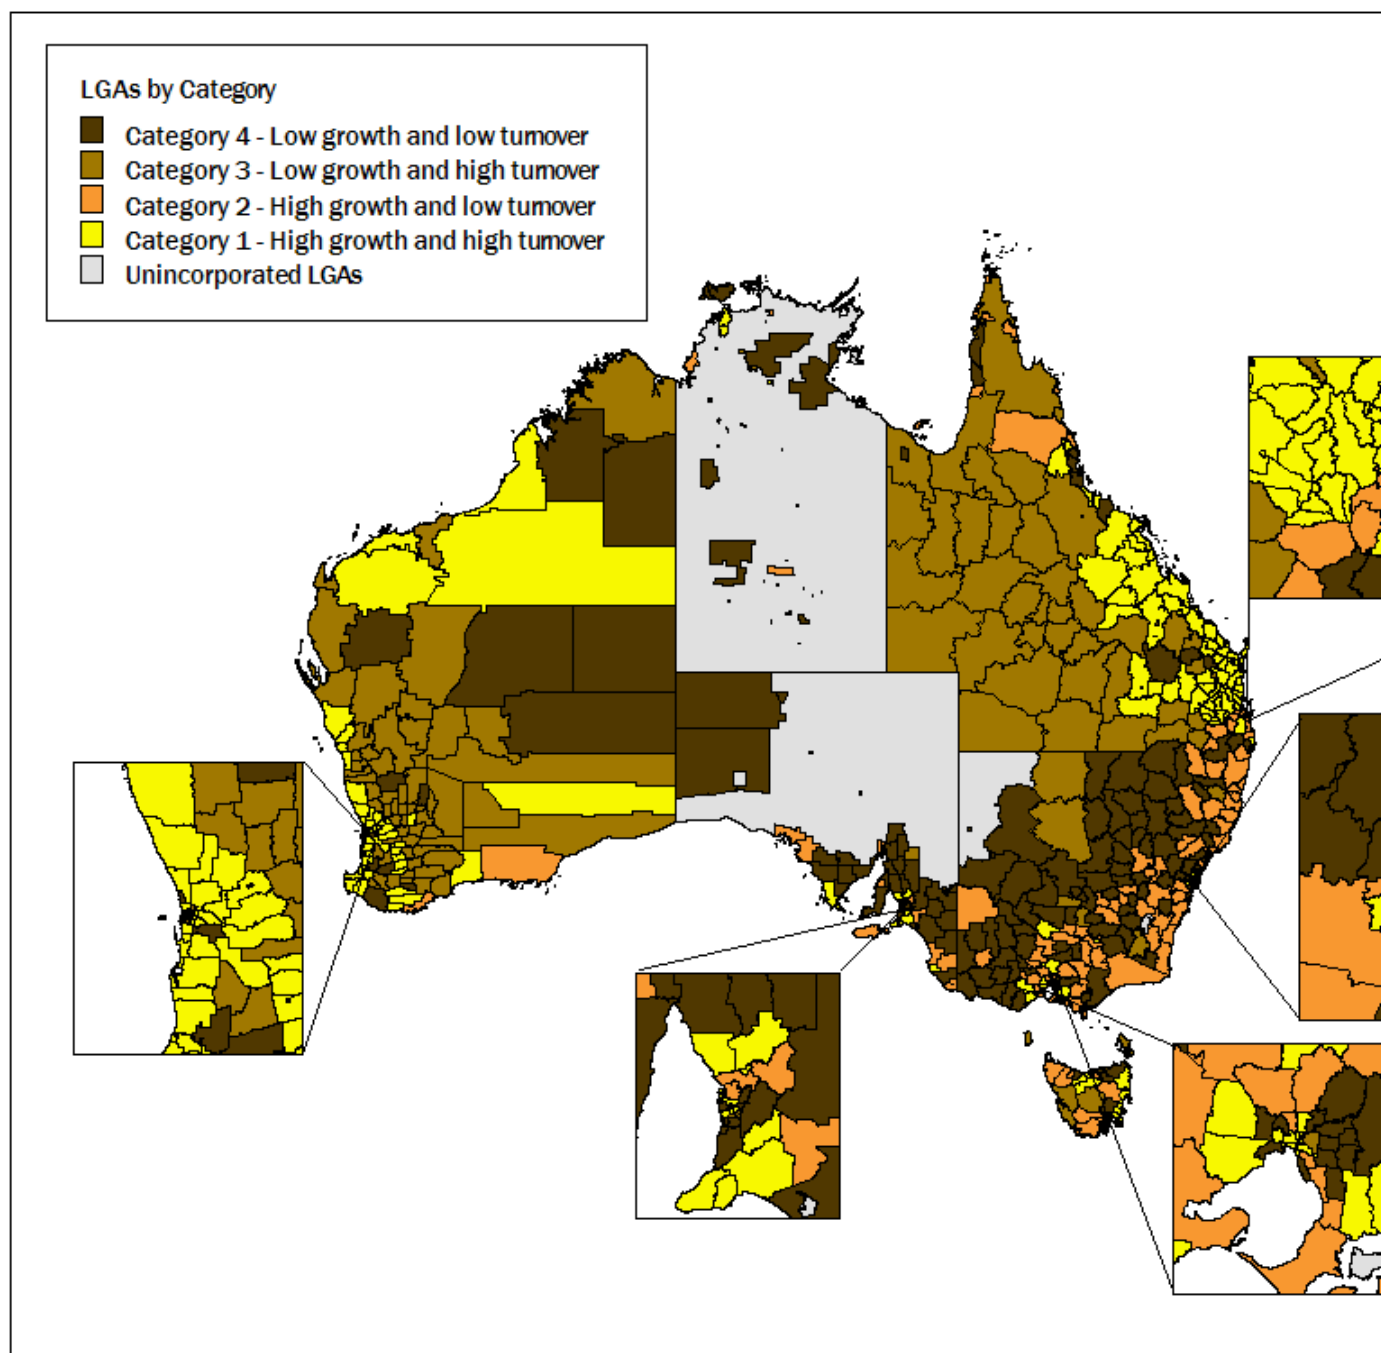 LGAs by Category
Category 4 - Low growth and low turnover
Category 3 - Low growth and high turnover
Category 2 - High growth and low turnover
Category 1 - High growth and high turnover
Unincorporated LGAs